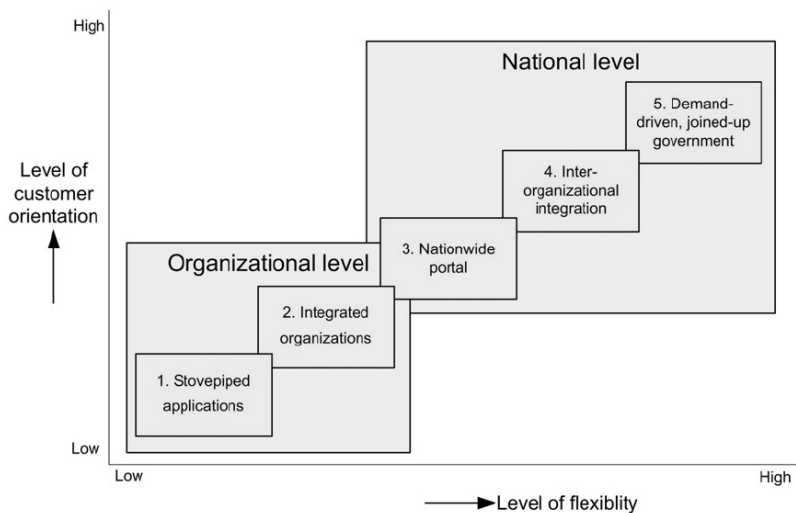 High
National level
5. Demand-
driven, joined-up
government
Level of
customer
orientation
4. Inter-
organizational
integration
3. Nationwide
portal
Organizational level
2. Integrated
organizations
1. Stovepiped
applications
Low
Low
High
Level of flexiblity